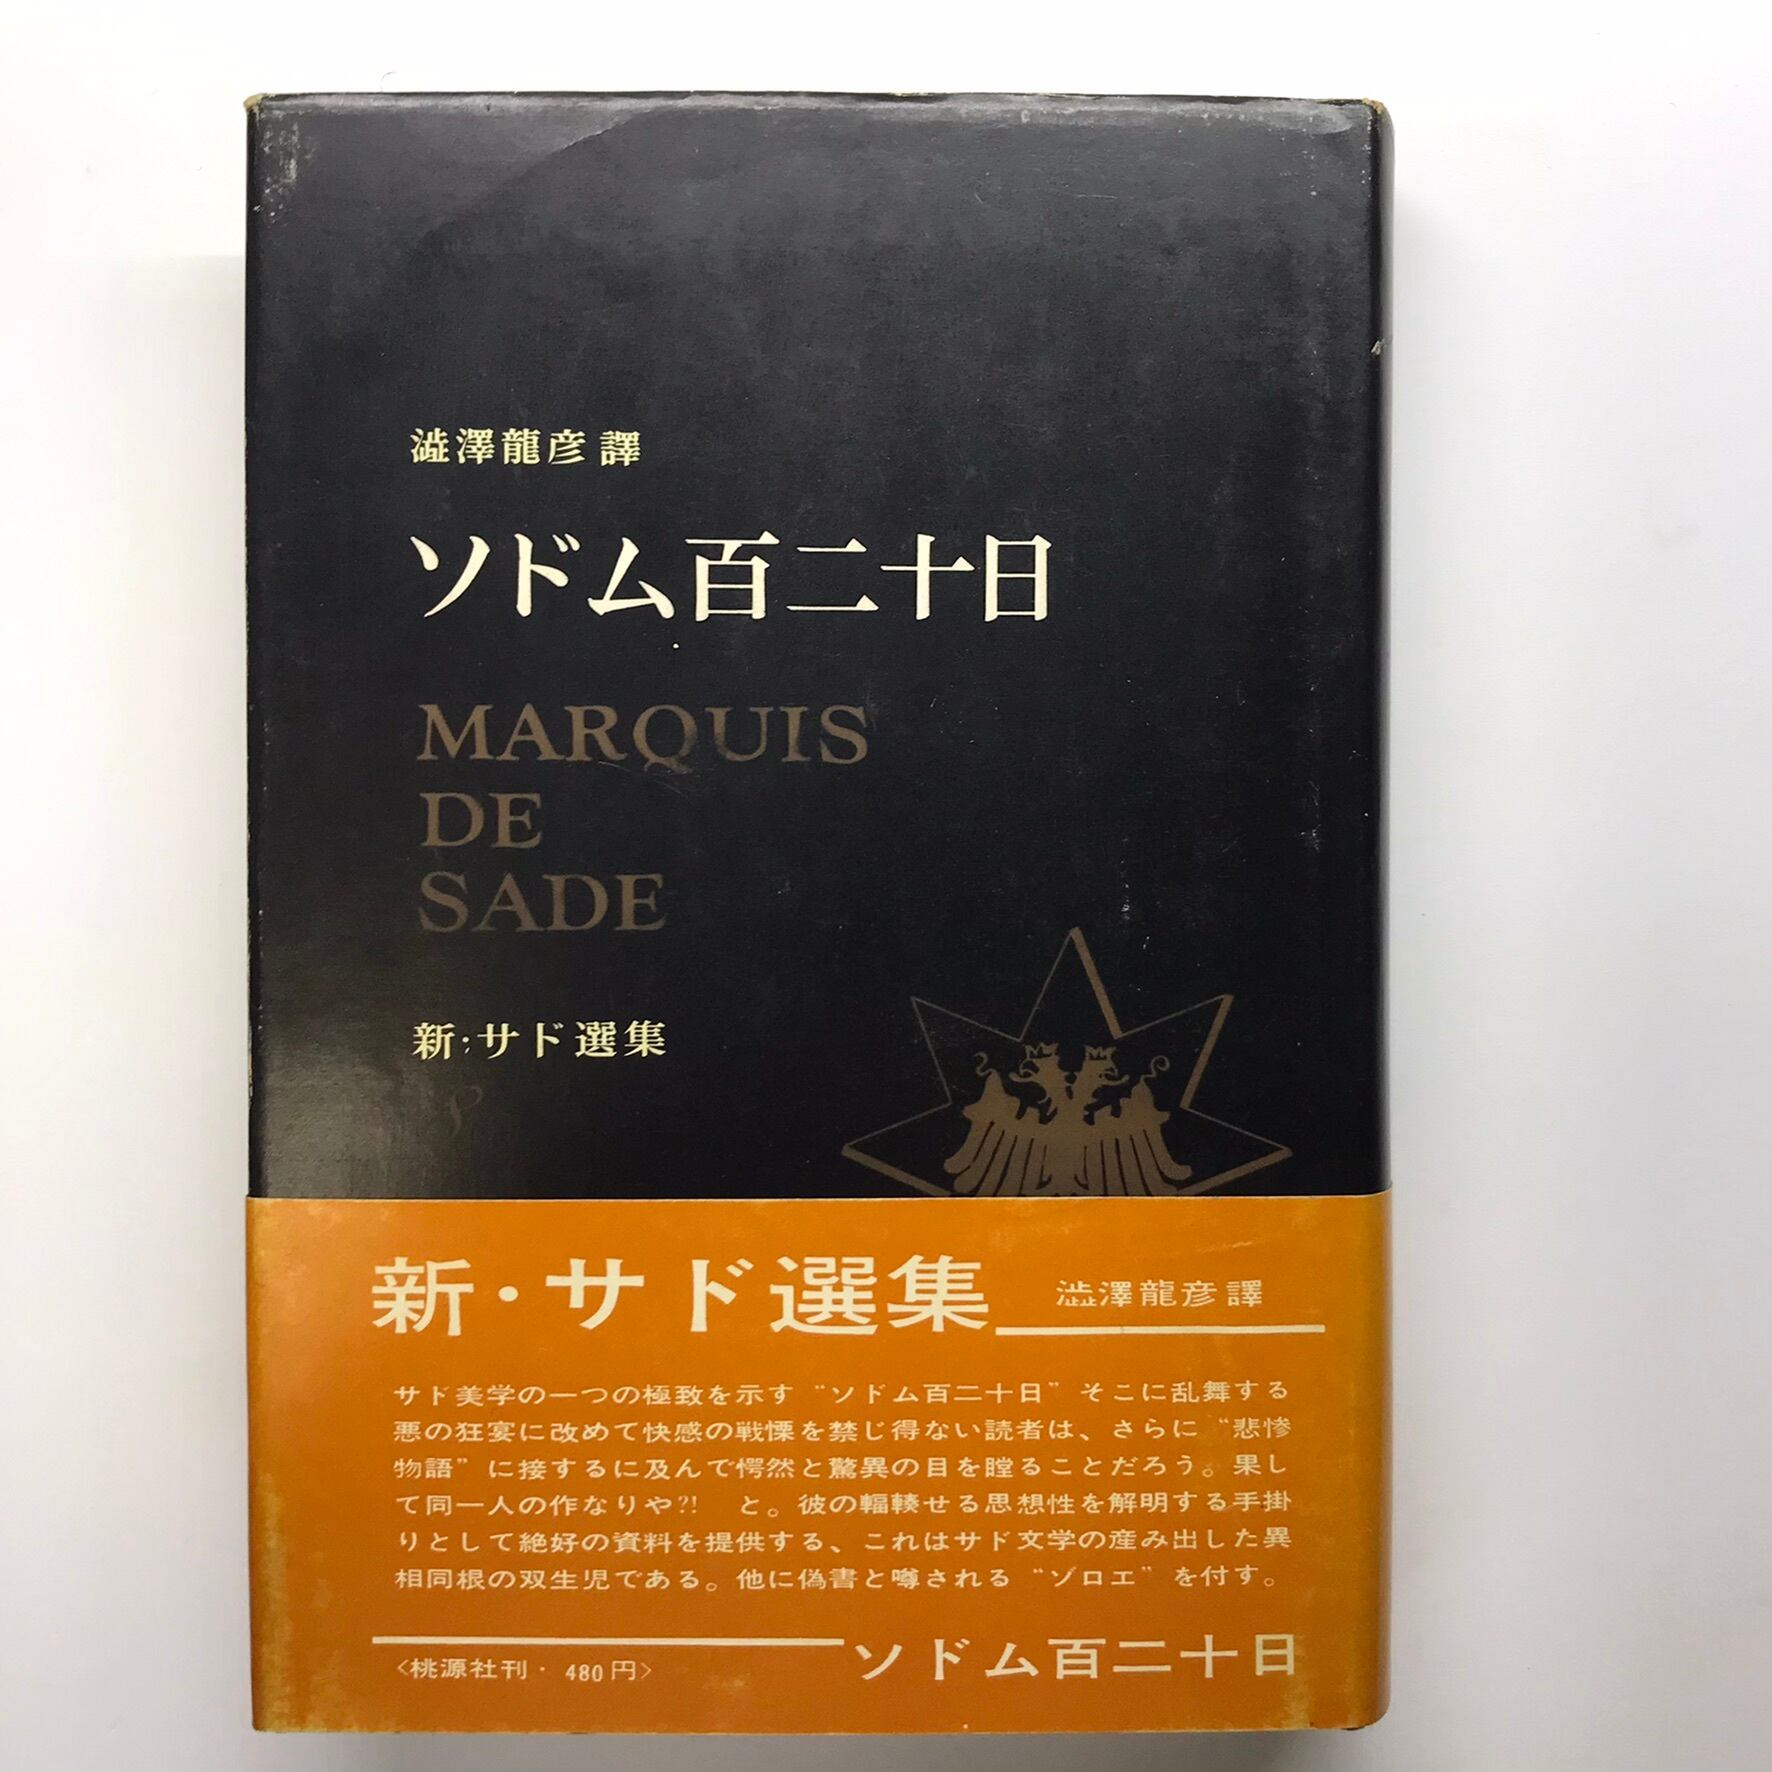 澁澤龍彦 譯
ソドム百二十日
MARQUIS
DE
SADE
新・サド選集
新・サド選集
澁澤龍彦譯
サド美学の一つの極致を示す“ソドム百二十日”そこに乱舞する
悪の狂宴に改めて快感の戦慄を禁じ得ない読者は、さらに“悲惨
物語”に接するに及んで愕然と驚異の目を瞠ることだろう。果し
て同一人の作なりや?!　と。彼の輻輳せる思想性を解明する手掛
りとして絶好の資料を提供する、これはサド文学の産み出した異
相同根の双生児である。他に偽書と噂される“ゾロエ”を付す。
ソドム百二十日
〈桃源社刊・480円〉